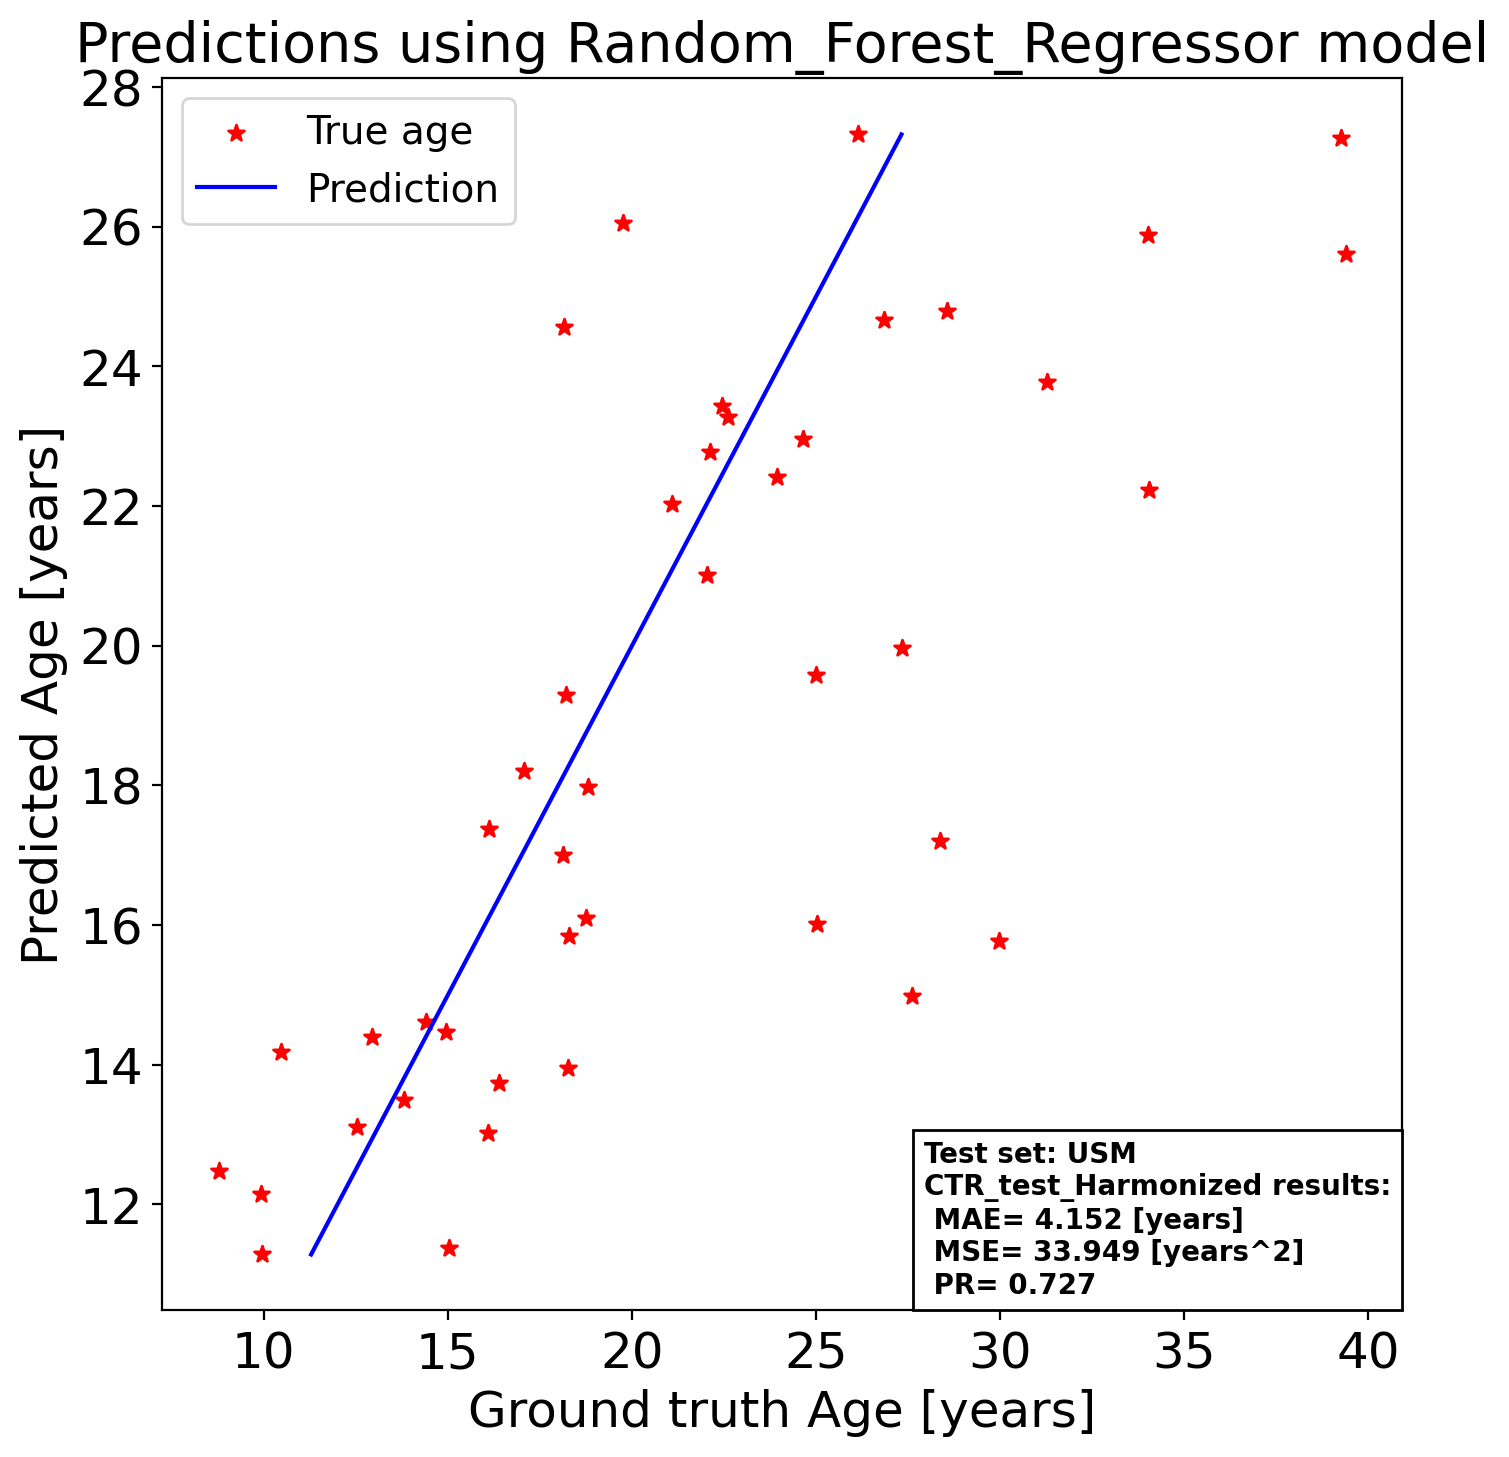 Predictions using Random_Forest_Regressor model
True age
Prediction
28
26
24
22
20
18
16
14
12
Predicted Age [years]
Test set: USM
CTR_test_Harmonized results:
MAE= 4.152 [years]
MSE= 33.949 [years^2]
PR= 0.727
10 15 20 25 30 35 40
Ground truth Age [years]